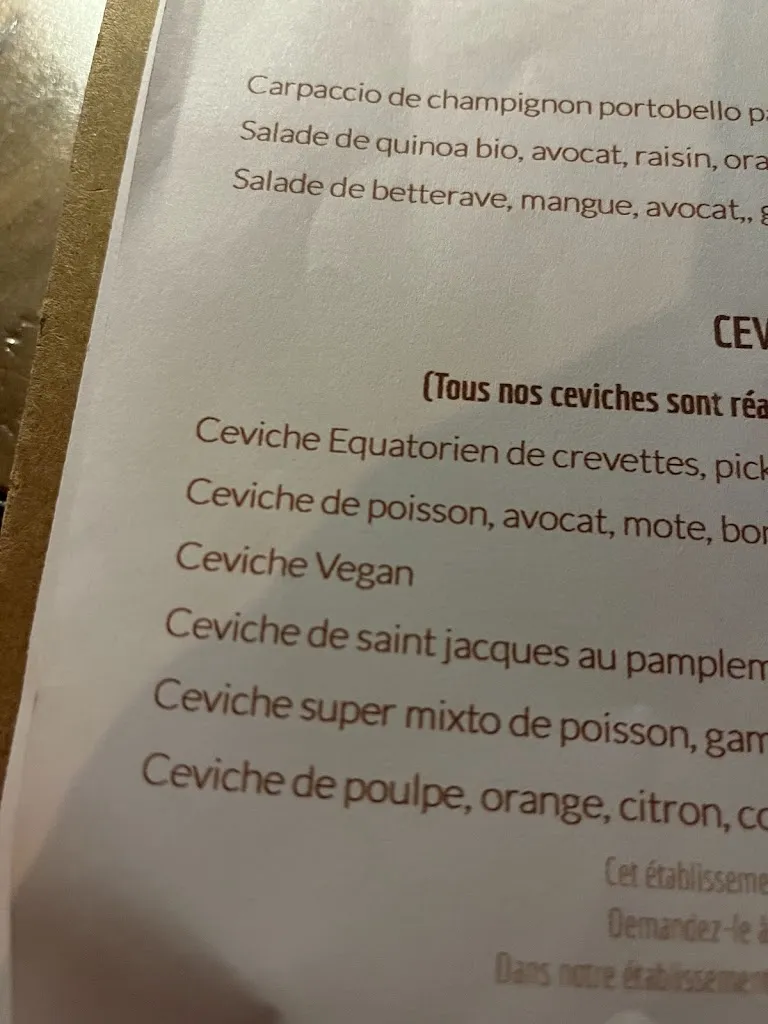 Carpaccio de champignon portobello
Salade de quinoa bio, avocat, raisin,
Salade de betterave, mangue, avocat,,
(Tous nos ceviches sont
Ceviche Equatorien de crevettes,
Ceviche de poisson, avocat, mote,
Ceviche Vegan
Ceviche de saint jacques au
Ceviche super mixto de poisson,
Ceviche de poulpe, orange, citron,
Cet
Demandez-le à
Dans notre